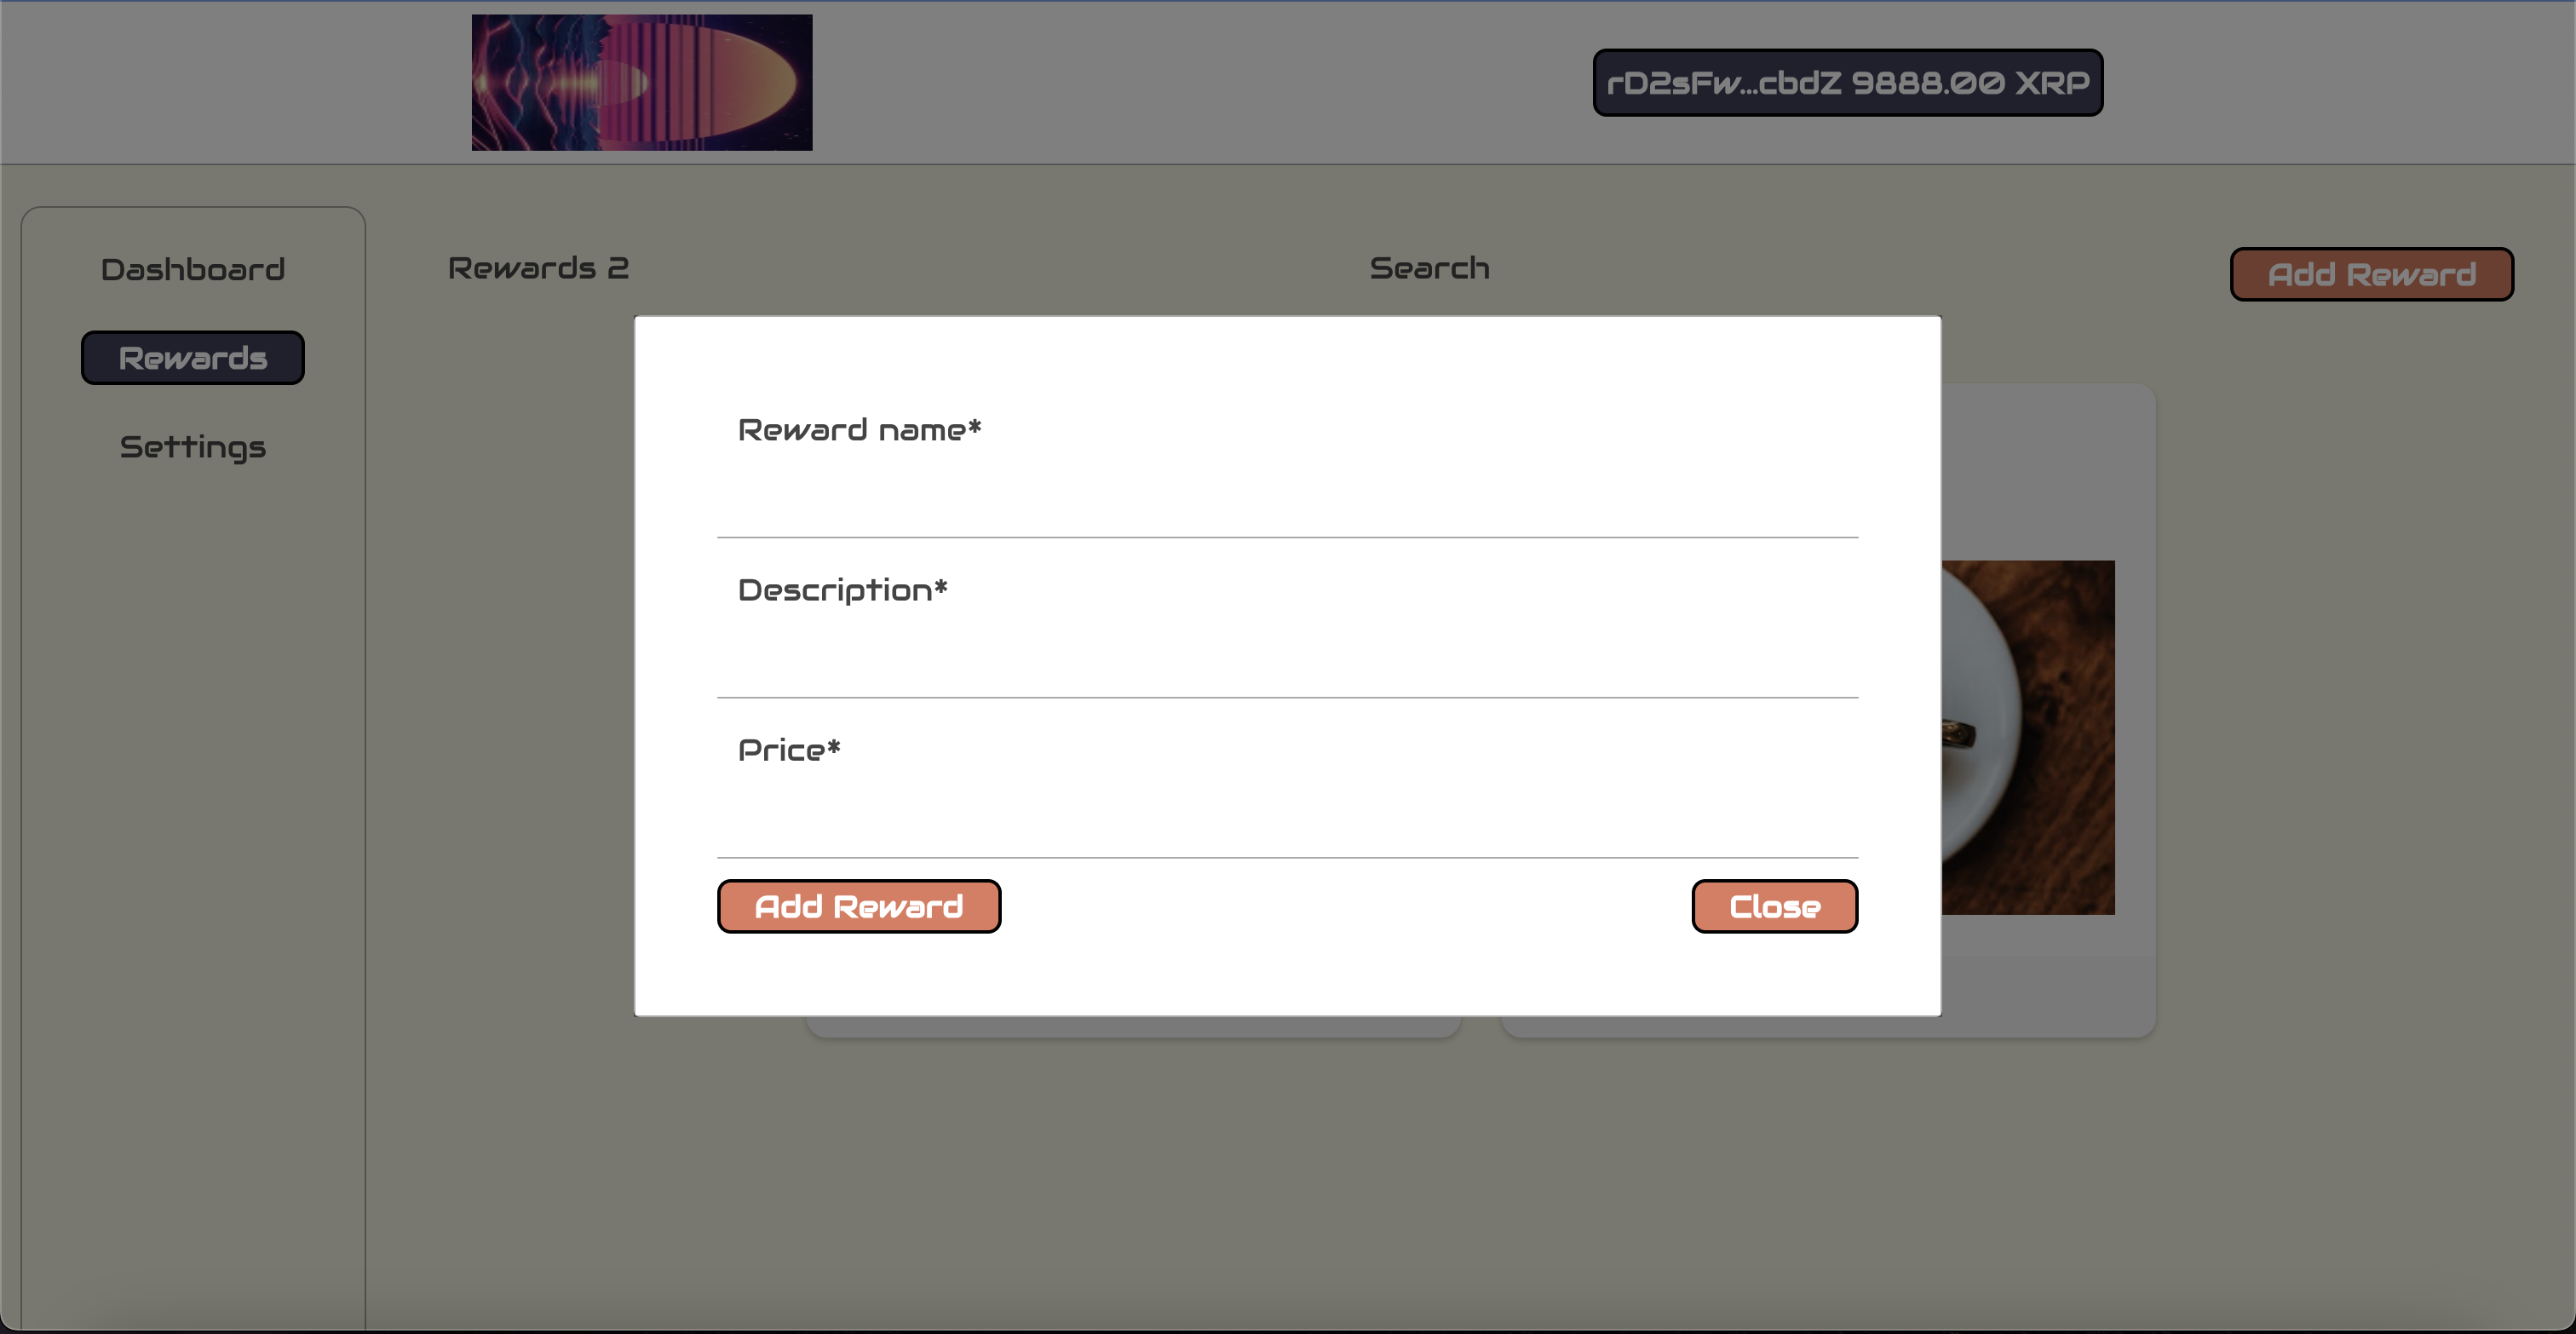 rD2sFw...cbdZ 9888.00 XRP
Dashboard
Rewards
Settings
Rewards 2
Search
Add Reward
Reward name*
Description*
Price*
Add Reward
Close